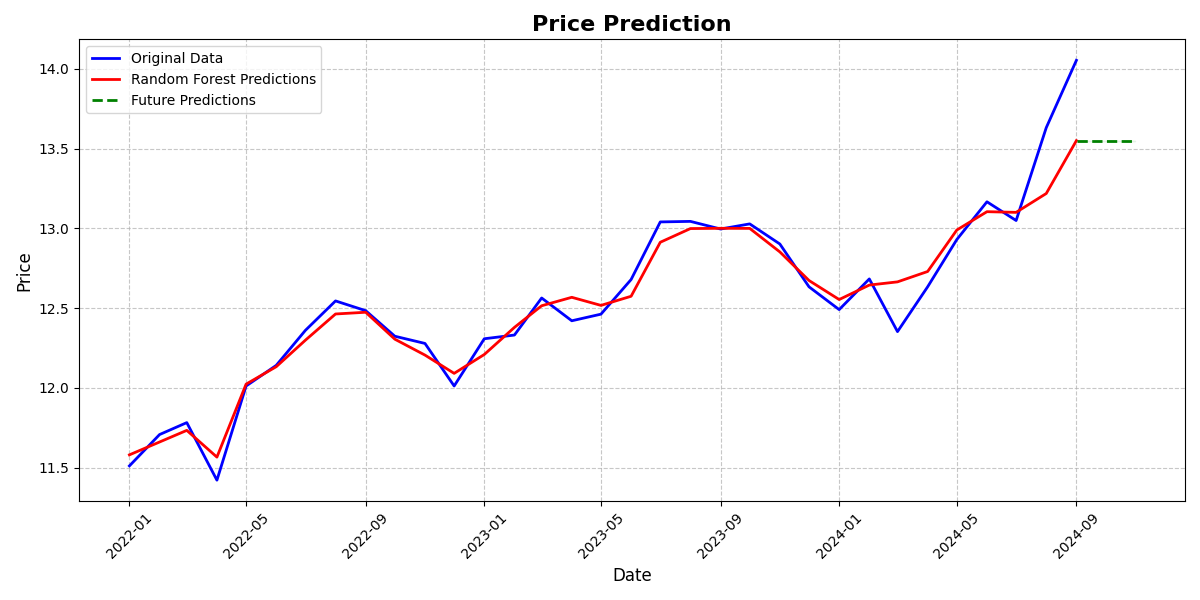 Price Prediction
Original Data
Random Forest Predictions
Future Predictions
Price
14.0
13.5
13.0
12.5
12.0
11.5
2022-01
2022-05
2022-09
2023-01
2023-05
2023-09
2024-01
2024-05
2024-09
Date